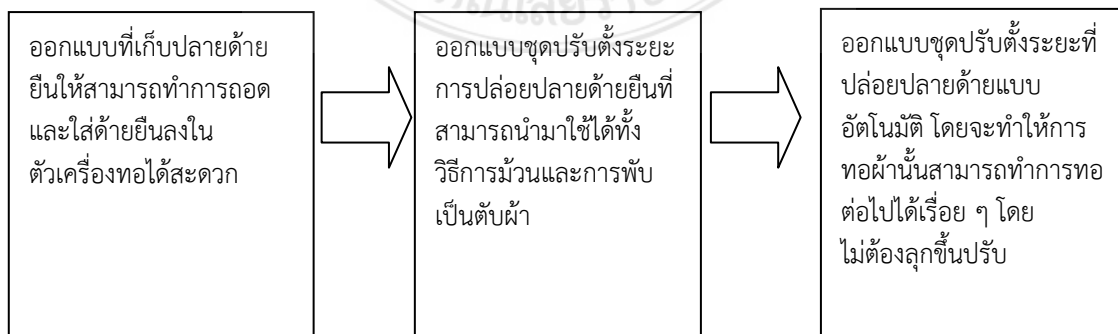 ออกแบบที่เก็บปลายด้าย
ยืนให้สามารถทำการถอด
และใส่ด้ายยืนลงใน
ตัวเครื่องทอได้สะดวก
ออกแบบชุดปรับตั้งระยะ
การปล่อยปลายด้ายยืนที่
สามารถนำมาใช้ได้ทั้ง
วิธีการม้วนและการพับ
เป็นตับผ้า
ออกแบบชุดปรับตั้งระยะที่
ปล่อยปลายด้ายแบบ
อัตโนมัติ โดยจะทำให้การ
ทอผ้านั้นสามารถทำการทอ
ต่อไปได้เรื่อย ๆ โดย
ไม่ต้องลุกขึ้นปรับ